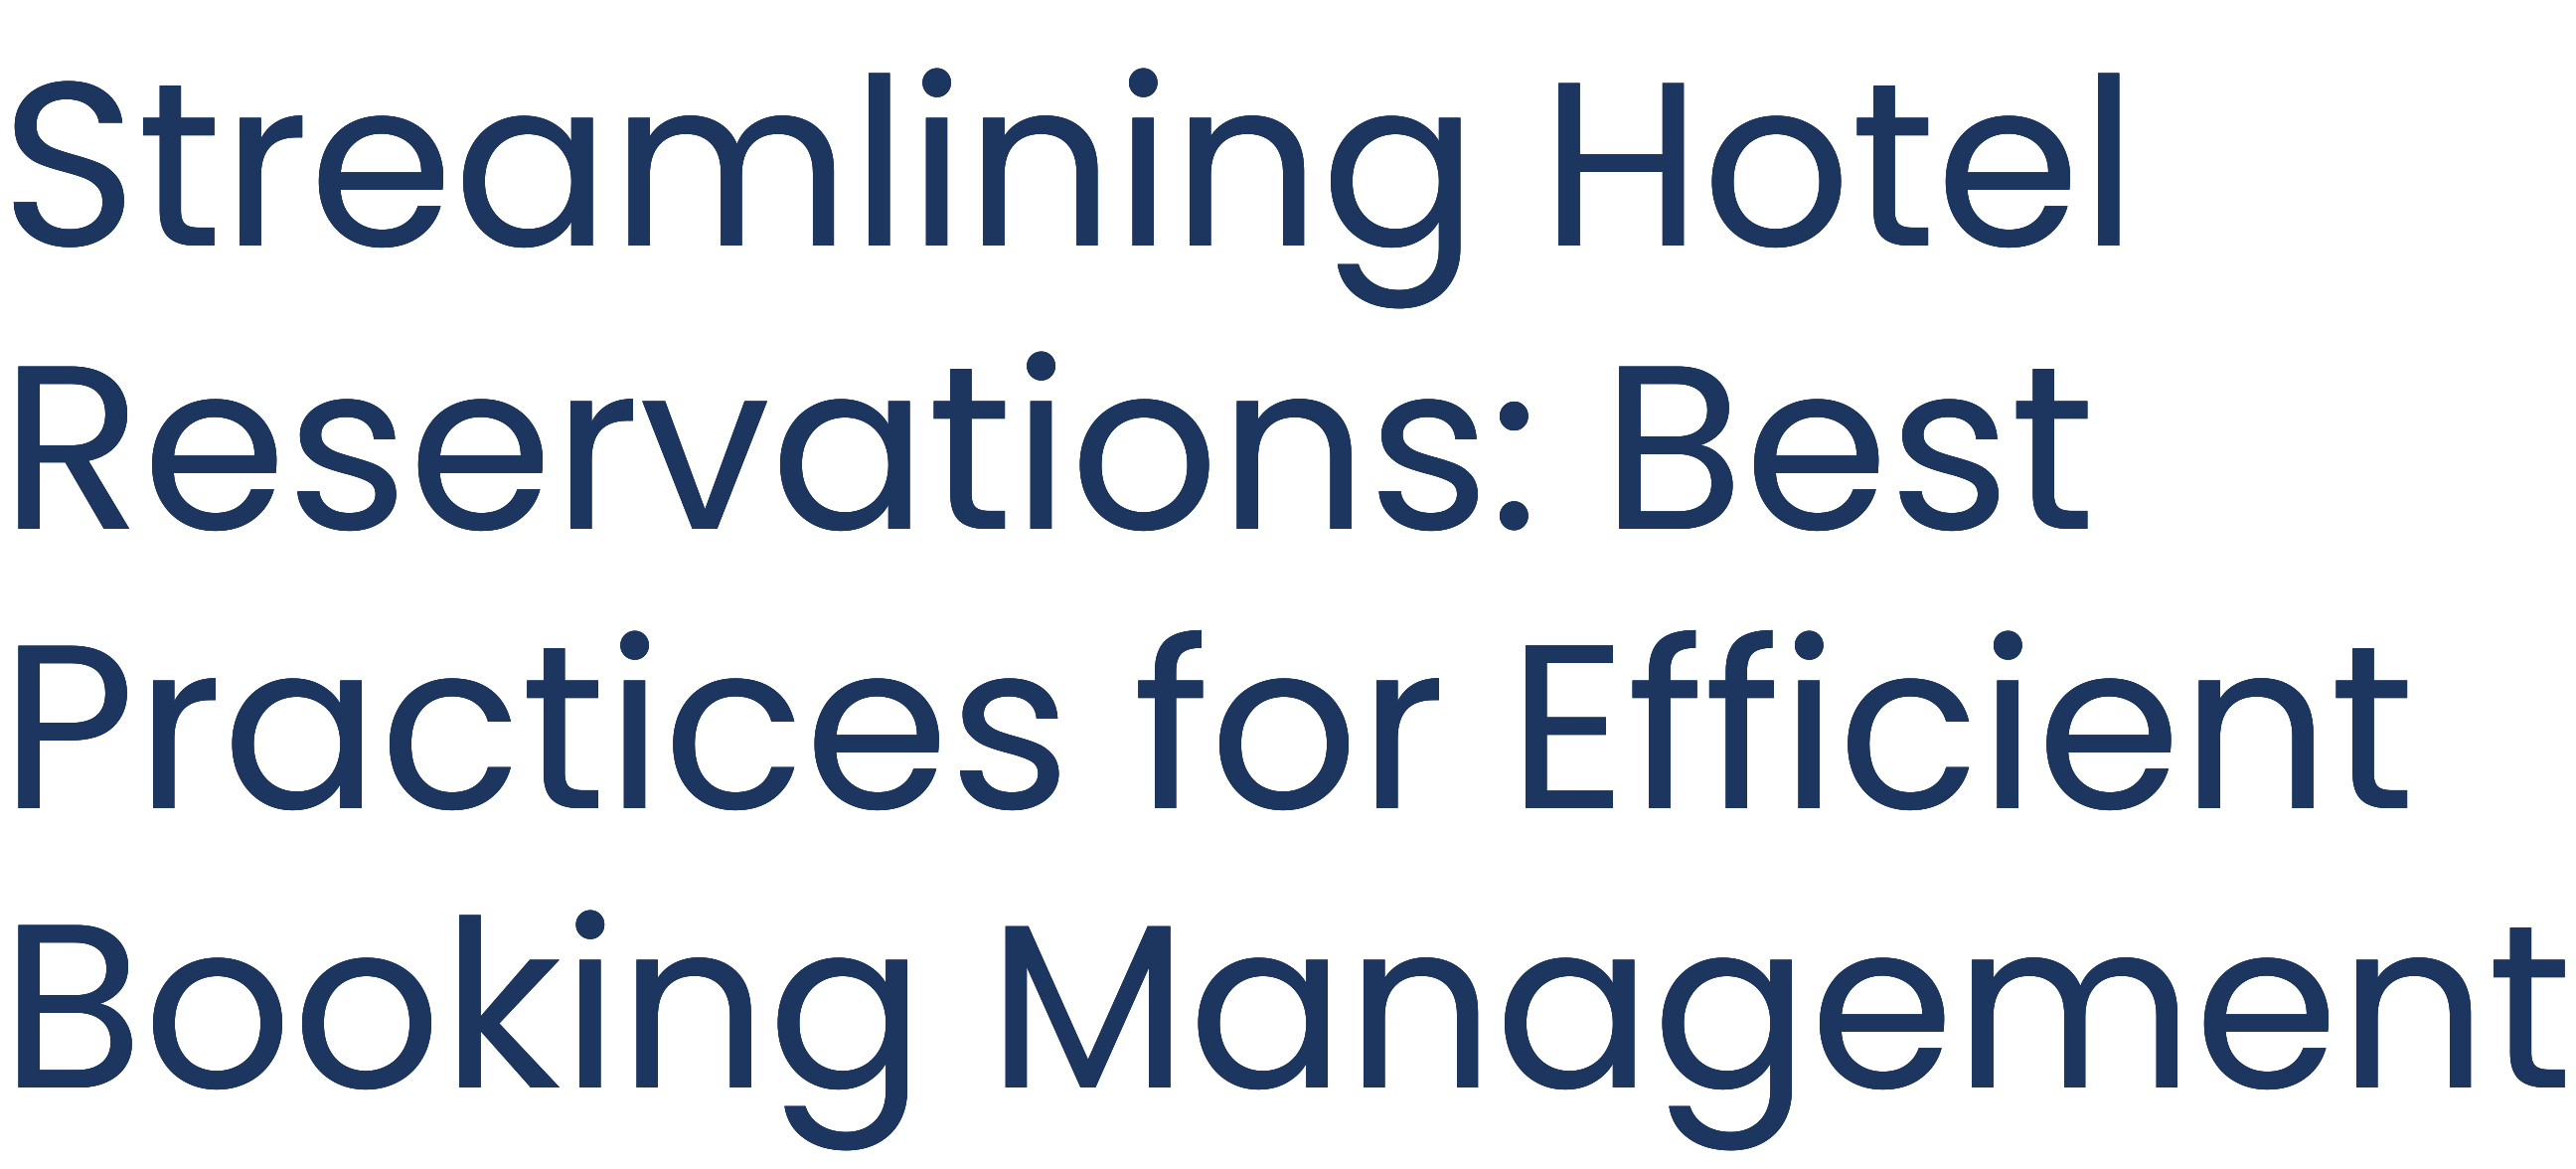 Streamlining Hotel
Reservations: Best
Practices for Efficient
Booking Management